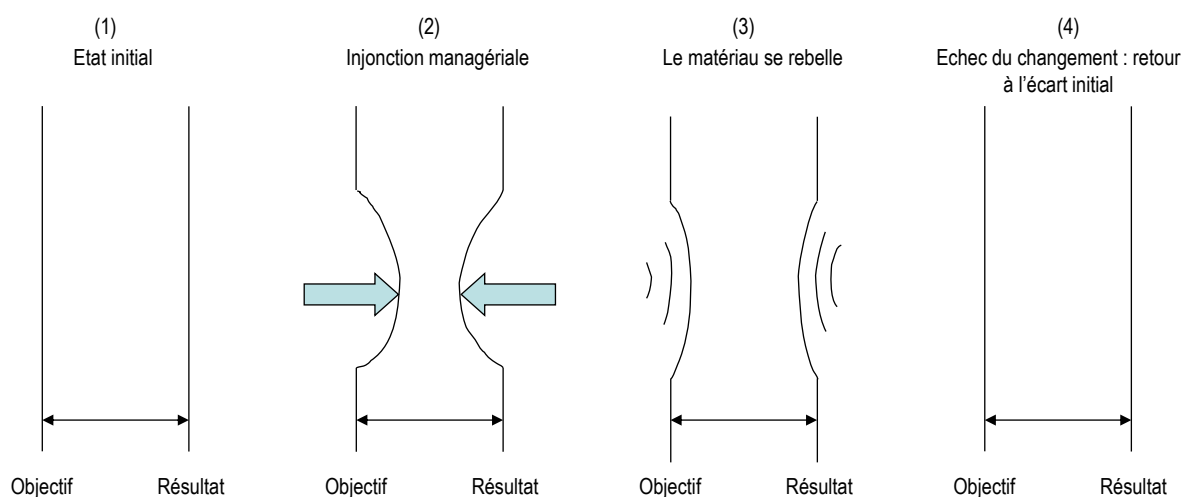 (1)
Etat initial
(2)
Injonction managériale
(3)
Le matériau se rebelle
(4)
Echec du changement : retour
à l’écart initial
Objectif Résultat
Objectif Résultat
Objectif Résultat
Objectif Résultat